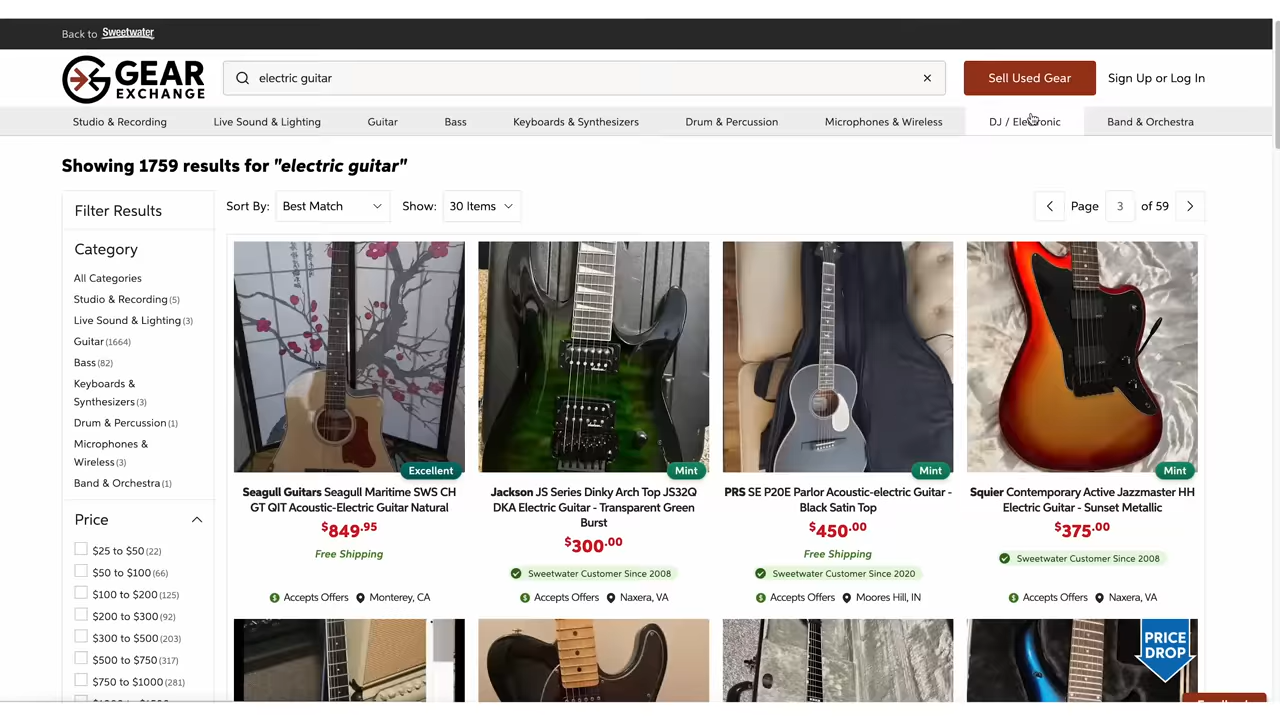 Back to Sweetwater
GEAR EXCHANGE
electric guitar
Sell Used Gear
Sign Up or Log In
Studio & Recording
Live Sound & Lighting
Guitar
Bass
Keyboards & Synthesizers
Drum & Percussion
Microphones & Wireless
DJ / Electronic
Band & Orchestra
Showing 1759 results for "electric guitar"
Filter Results
Sort By: Best Match
Show: 30 Items
Page 3 of 59
Category
All Categories
Studio & Recording (5)
Live Sound & Lighting (3)
Guitar (1664)
Bass (82)
Keyboards &
Synthesizers (3)
Drum & Percussion (1)
Microphones &
Wireless (3)
Band & Orchestra (1)
Price
$25 to $50 (22)
$50 to $100 (66)
$100 to $200 (125)
$200 to $300 (92)
$300 to $500 (203)
$500 to $750 (317)
$750 to $1000 (281)
Excellent
Seagull Guitars Seagull Maritime SWS CH
GT QIT Acoustic-Electric Guitar Natural
$849.95
Free Shipping
Accepts Offers Monterey, CA
Mint
Jackson JS Series Dinky Arch Top JS32Q
DKA Electric Guitar - Transparent Green
Burst
$300.00
Sweetwater Customer Since 2008
Accepts Offers Naxera, VA
Mint
PRS SE P20E Parlor Acoustic-electric Guitar -
Black Satin Top
$450.00
Free Shipping
Sweetwater Customer Since 2020
Accepts Offers Moores Hill, IN
Mint
Squier Contemporary Active Jazzmaster HH
Electric Guitar - Sunset Metallic
$375.00
Sweetwater Customer Since 2008
Accepts Offers Naxera, VA
PRICE
DROP